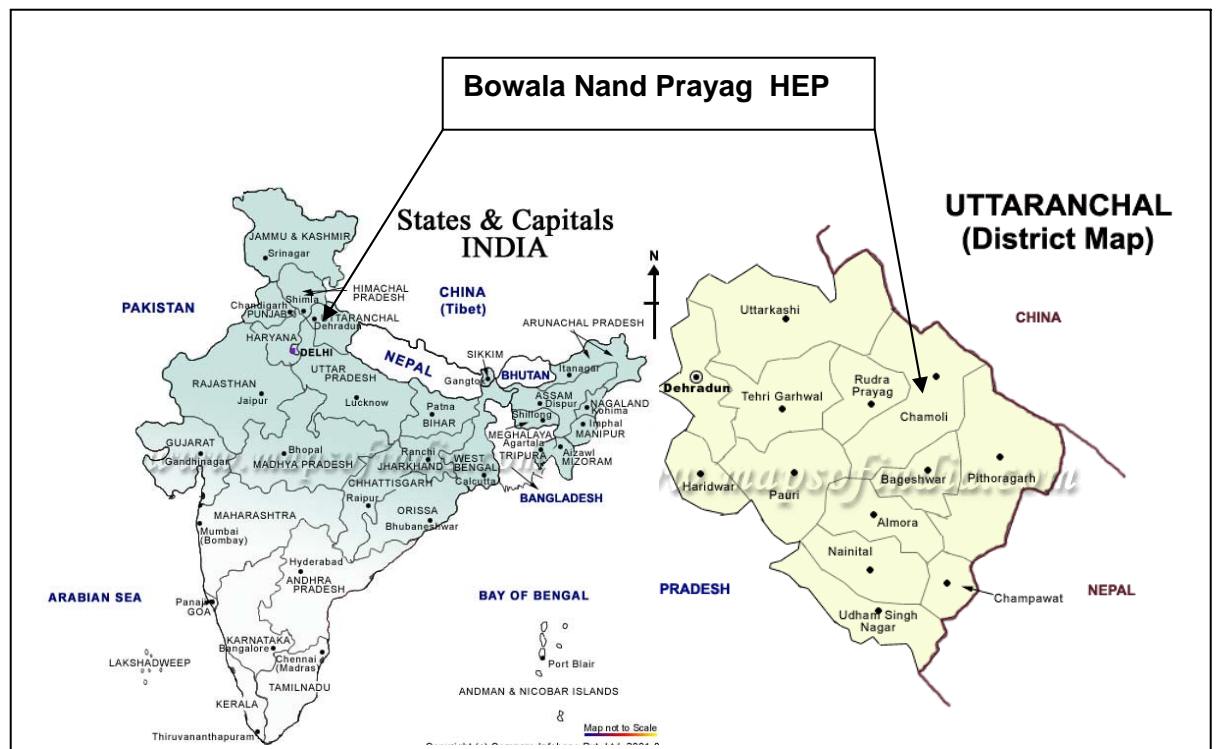 Bowala Nand Prayag HEP
States & Capitals
INDIA
JAMMU & KASHMIR
Srinagar
HIMACHAL
PRADESH
PAKISTAN
CHINA
(Tibet)
Chandigarh
Shimla
PUNJAB
UTTARANCHAL
Dehradun
ARUNACHAL PRADESH
HARYANA
DELHI
NEPAL
SIKKIM
BHUTAN
Itanagar
UTTAR
PRADESH
Gangtok
RAJASTHAN
Jaipur
Lucknow
ASSAM
Dispur
NAGALAND
Kohima
Patna
BIHAR
Shillong
Imphal
MANIPUR
MEGHALAYA
Agartala
TRIPURA
Aizawl
MIZORAM
GUJARAT
Gandhinagar
Bhopal
MADHYA PRADESH
Ranchi
JHARKHAND
WEST
BENGAL
Calcutta
CHHATTISGARH
Raipur
BANGLADESH
ORISSA
Bhubaneshwar
MAHARASHTRA
Mumbai
(Bombay)
Hyderabad
ANDHRA
PRADESH
ARABIAN SEA
BAY OF BENGAL
Panaji
GOA
KARNATAKA
Bangalore
Chennai
(Madras)
LAKSHADWEEP
TAMILNADU
Port Blair
ANDMAN & NICOBAR ISLANDS
KERALA
Thiruvananthapuram
Map not to Scale
N
UTTARANCHAL
(District Map)
CHINA
Uttarkashi
Dehradun
Tehri Garhwal
Rudra
Prayag
Chamoli
Haridwar
Pauri
Bageshwar
Pithoragarh
Almora
Nainital
PRADESH
NEPAL
Champawat
Udham Singh
Nagar